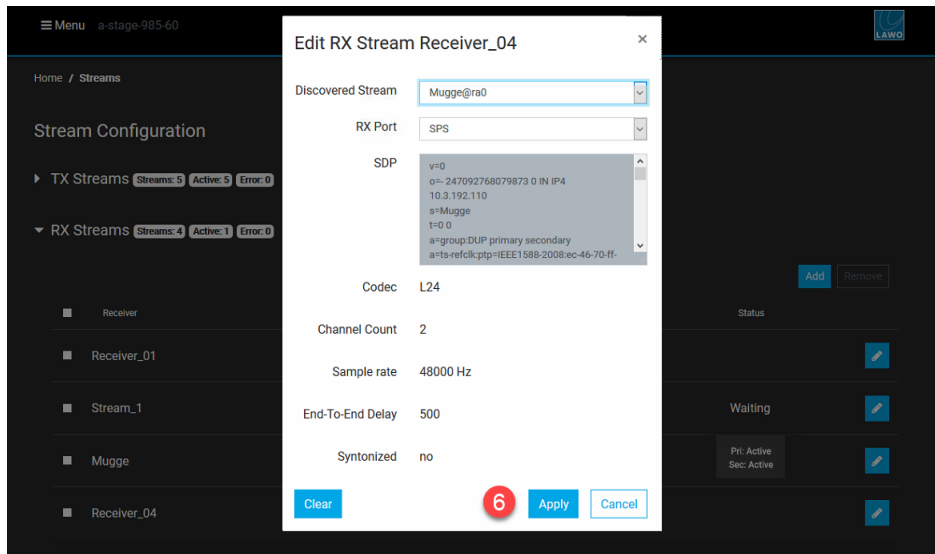 Menu a-stage-985-60
LAWO
Home / Streams
Stream Configuration
TX Streams Streams: 5 Active: 5 Error: 0
RX Streams Streams: 4 Active: 1 Error: 0
Add Remove
Receiver Status
Receiver_01
Stream_1 Waiting
Mugge Pri: Active
Sec: Active
Receiver_04
Edit RX Stream Receiver_04 ×
Discovered Stream Mugge@ra0
RX Port SPS
SDP v=0
o=- 247092768079873 0 IN IP4
10.3.192.110
s=Mugge
t=0 0
a=group:DUP primary secondary
a=ts-refclk:ptp=IEEE1588-2008:ec-46-70-ff-
Codec L24
Channel Count 2
Sample rate 48000 Hz
End-To-End Delay 500
Syntonized no
Clear 6 Apply Cancel